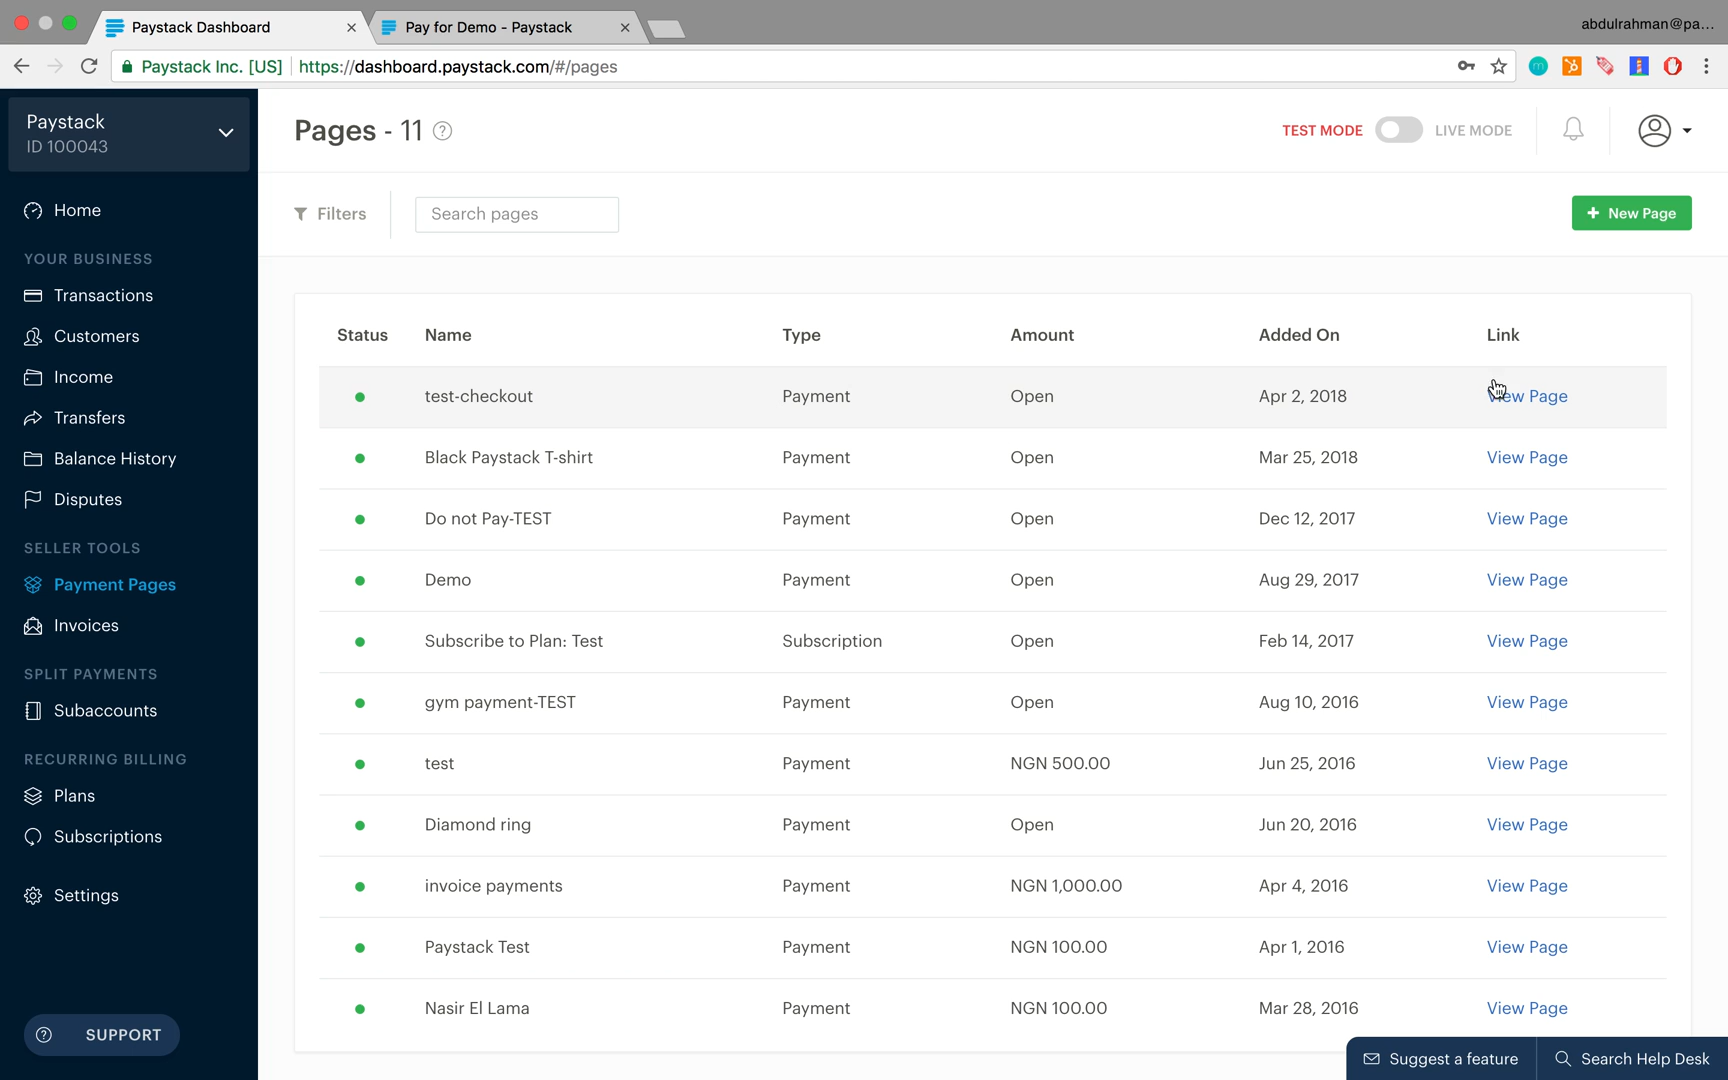 Paystack Dashboard
Pay for Demo - Paystack
abdulrahman@pa...
Paystack Inc. [US]
https://dashboard.paystack.com/#/pages
Paystack
ID 100043
Home
YOUR BUSINESS
Transactions
Customers
Income
Transfers
Balance History
Disputes
SELLER TOOLS
Payment Pages
Invoices
SPLIT PAYMENTS
Subaccounts
RECURRING BILLING
Plans
Subscriptions
Settings
? SUPPORT
Pages - 11 ?
TEST MODE LIVE MODE
Filters
Search pages
+ New Page
Status Name Type Amount Added On Link
test-checkout Payment Open Apr 2, 2018 View Page
Black Paystack T-shirt Payment Open Mar 25, 2018 View Page
Do not Pay-TEST Payment Open Dec 12, 2017 View Page
Demo Payment Open Aug 29, 2017 View Page
Subscribe to Plan: Test Subscription Open Feb 14, 2017 View Page
gym payment-TEST Payment Open Aug 10, 2016 View Page
test Payment NGN 500.00 Jun 25, 2016 View Page
Diamond ring Payment Open Jun 20, 2016 View Page
invoice payments Payment NGN 1,000.00 Apr 4, 2016 View Page
Paystack Test Payment NGN 100.00 Apr 1, 2016 View Page
Nasir El Lama Payment NGN 100.00 Mar 28, 2016 View Page
Suggest a feature
Search Help Desk